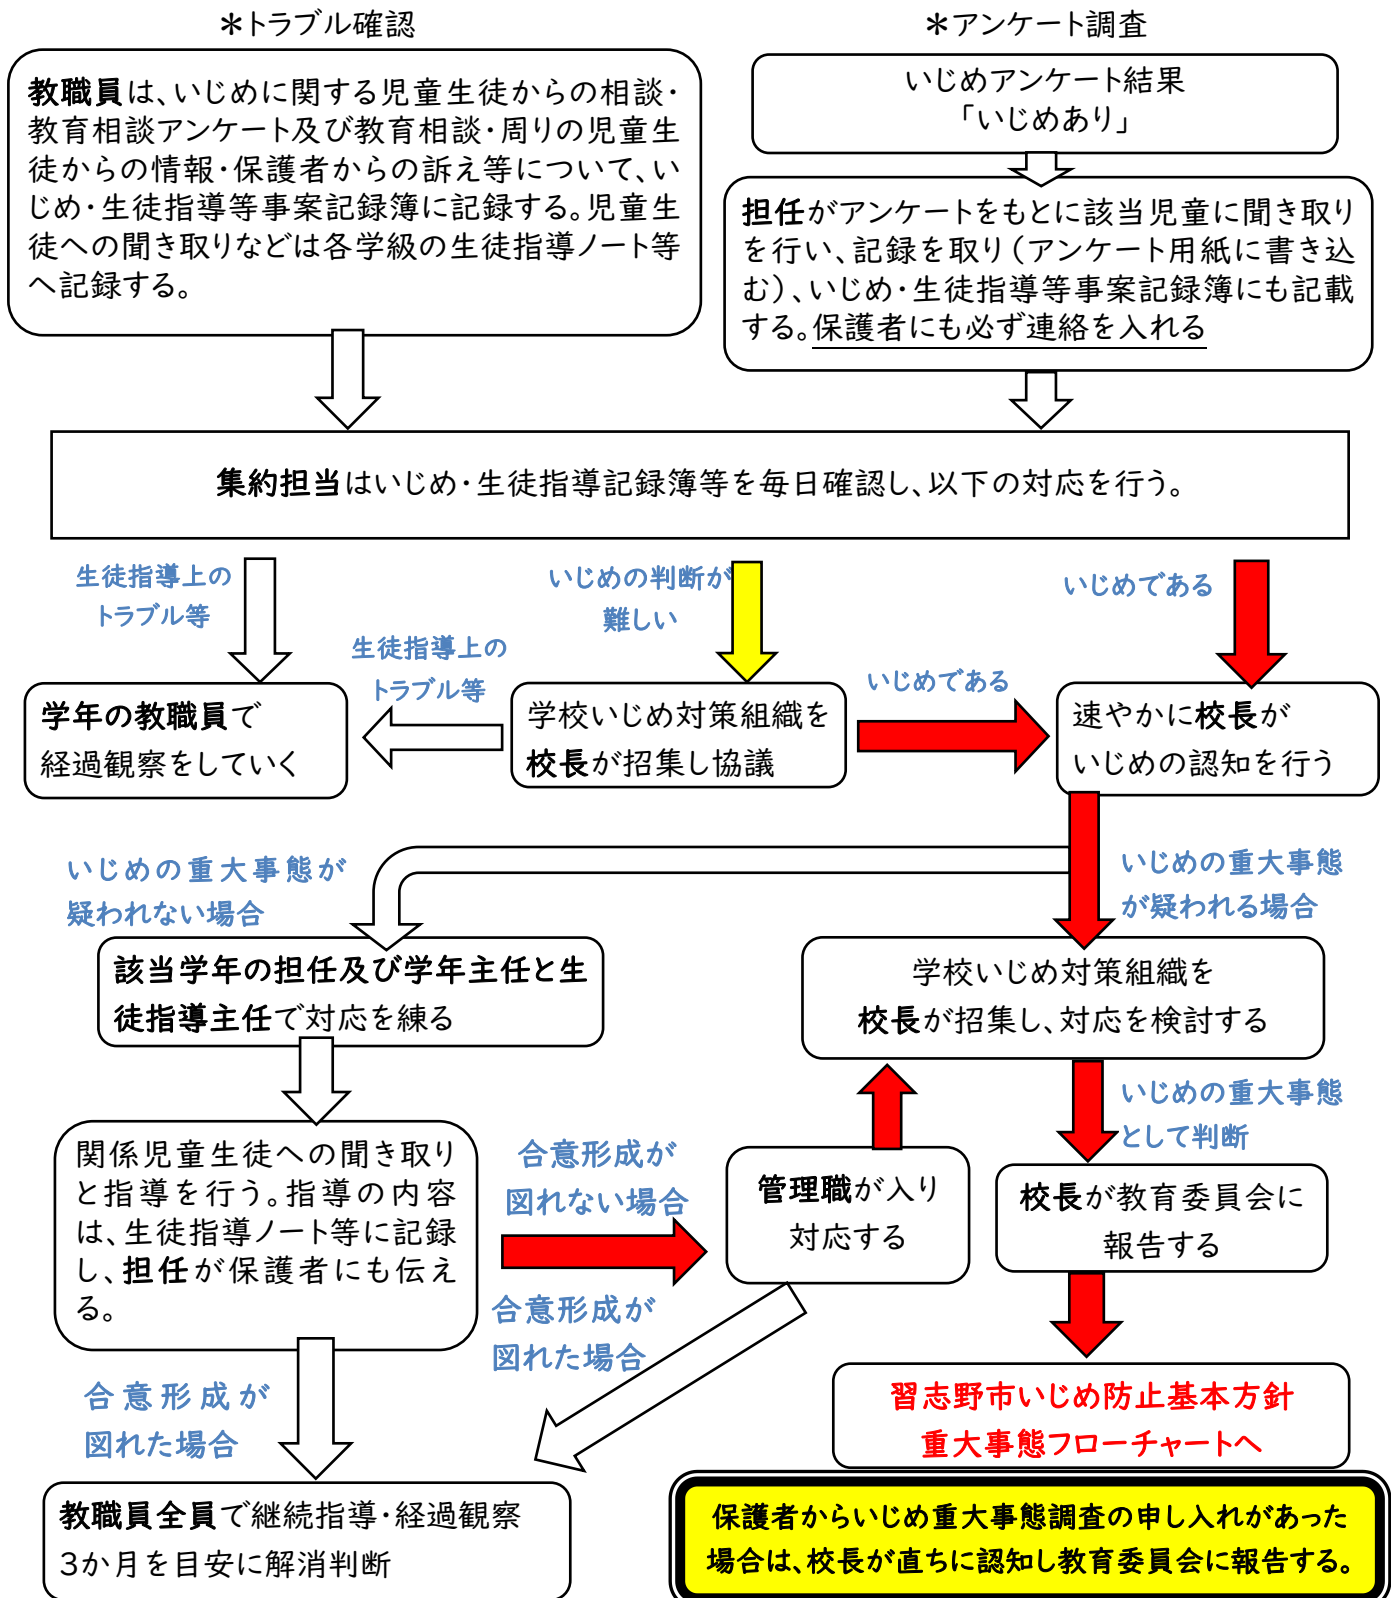 ＊トラブル確認
＊アンケート調査
教職員は、いじめに関する児童生徒からの相談・
教育相談アンケート及び教育相談・周りの児童生
徒からの情報・保護者からの訴え等について、い
じめ・生徒指導等事案記録簿に記録する。児童生
徒への聞き取りなどは各学級の生徒指導ノート等
へ記録する。
いじめアンケート結果
「いじめあり」
担任がアンケートをもとに該当児童に聞き取り
を行い、記録を取り（アンケート用紙に書き込
む）、いじめ・生徒指導等事案記録簿にも記載
する。保護者にも必ず連絡を入れる
集約担当はいじめ・生徒指導記録簿等を毎日確認し、以下の対応を行う。
生徒指導上の
トラブル等
いじめの判断が
難しい
いじめである
生徒指導上の
トラブル等
いじめである
学年の教職員で
経過観察をしていく
学校いじめ対策組織を
校長が招集し協議
速やかに校長が
いじめの認知を行う
いじめの重大事態が
疑われない場合
いじめの重大事態
が疑われる場合
該当学年の担任及び学年主任と生
徒指導主任で対応を練る
学校いじめ対策組織を
校長が招集し、対応を検討する
いじめの重大事態
として判断
関係児童生徒への聞き取り
と指導を行う。指導の内容
は、生徒指導ノート等に記録
し、担任が保護者にも伝え
る。
合意形成が
図れない場合
管理職が入り
対応する
校長が教育委員会に
報告する
合意形成が
図れた場合
合意形成が
図れた場合
習志野市いじめ防止基本方針
重大事態フローチャートへ
教職員全員で継続指導・経過観察
３か月を目安に解消判断
保護者からいじめ重大事態調査の申し入れがあった
場合は、校長が直ちに認知し教育委員会に報告する。